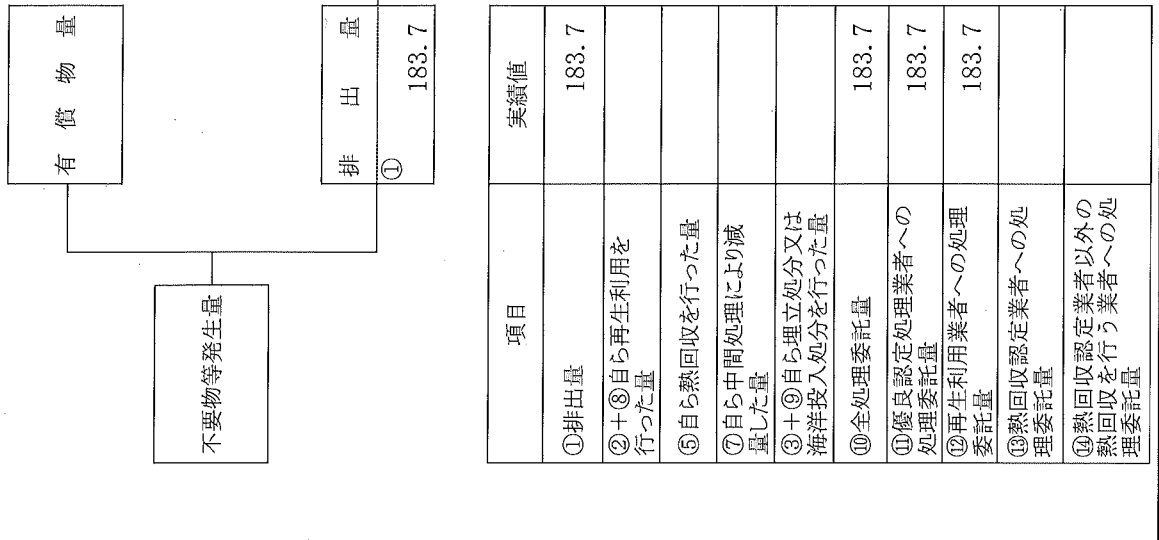 有償物量
不要物等発生量
排出量
①
183.7
項目
実績値
①排出量
183.7
②+⑧自ら再生利用を
行った量
⑤自ら熱回収を行った量
⑦自ら中間処理により減
量した量
③+⑨自ら埋立処分又は
海洋投入処分を行った量
⑩全処理委託量
183.7
⑪優良認定処理業者への
処理委託量
183.7
⑫再生利用業者への処理
委託量
183.7
⑬熱回収認定業者への処
理委託量
⑭熱回収認定業者以外の
熱回収を行う業者への処
理委託量